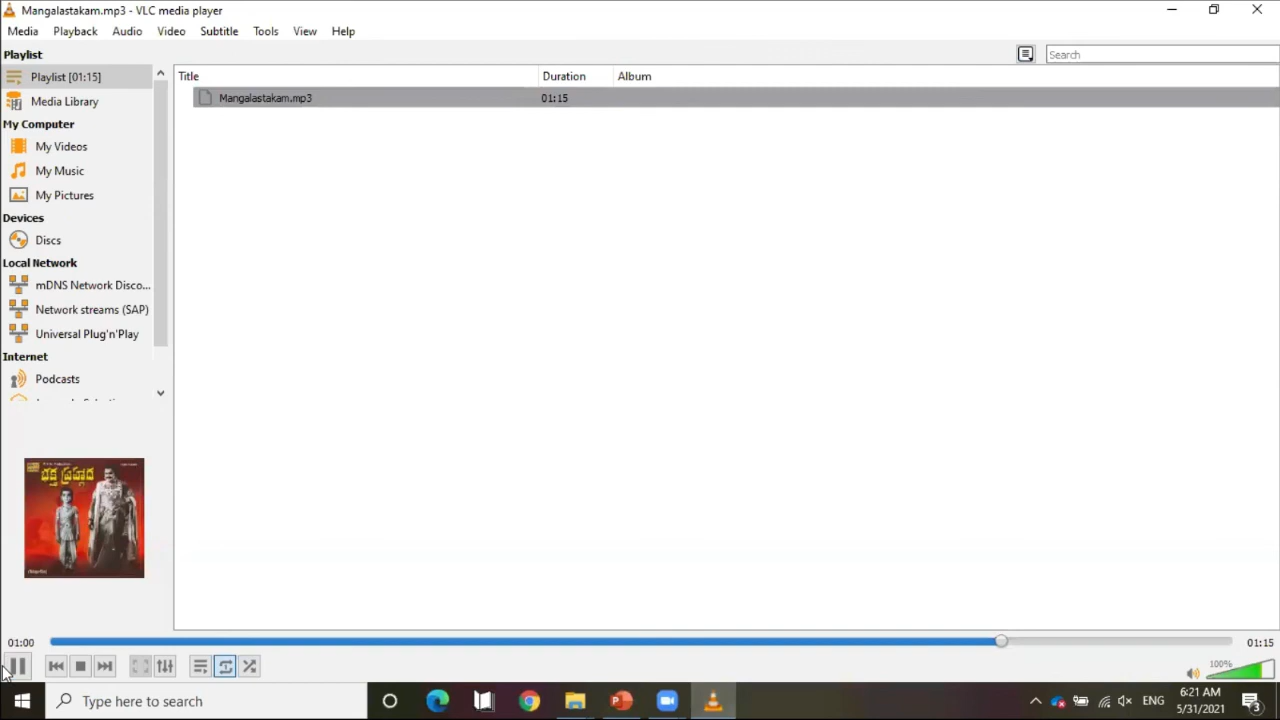 Mangalastakam.mp3 - VLC media player
Media Playback Audio Video Subtitle Tools View Help
Playlist
Search
Playlist [01:15]
Title Duration Album
Mangalastakam.mp3 01:15
Media Library
My Computer
My Videos
My Music
My Pictures
Devices
Discs
Local Network
mDNS Network Disco...
Network streams (SAP)
Universal Plug'n'Play
Internet
Podcasts
భక్త ప్రహ్లాద
01:00 01:15
100%
Type here to search
ENG
6:21 AM
5/31/2021
3